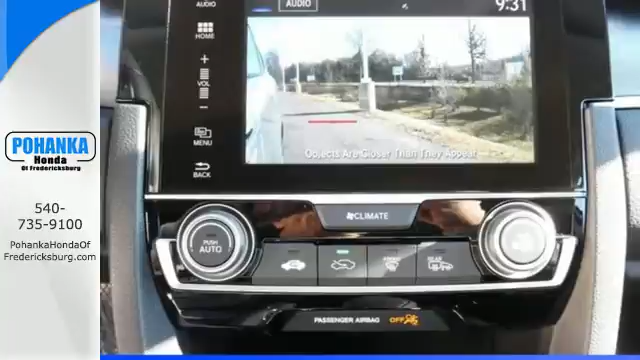 AUDIO
AUDIO
9:31
HOME
+
VOL
−
MENU
BACK
Objects Are Closer Than They Appear
POHANKA
Honda
Of Fredericksburg
540-
735-9100
PohankaHondaOf
Fredericksburg.com
CLIMATE
PUSH
AUTO
REAR
PASSENGER AIRBAG OFF